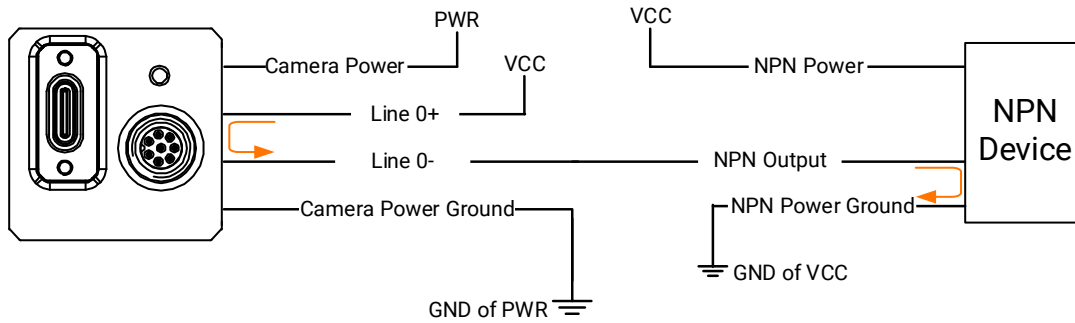 PWR
VCC
Camera Power
VCC
NPN Power
Line 0+
NPN
Device
Line 0-
NPN Output
Camera Power Ground
NPN Power Ground
GND of VCC
GND of PWR